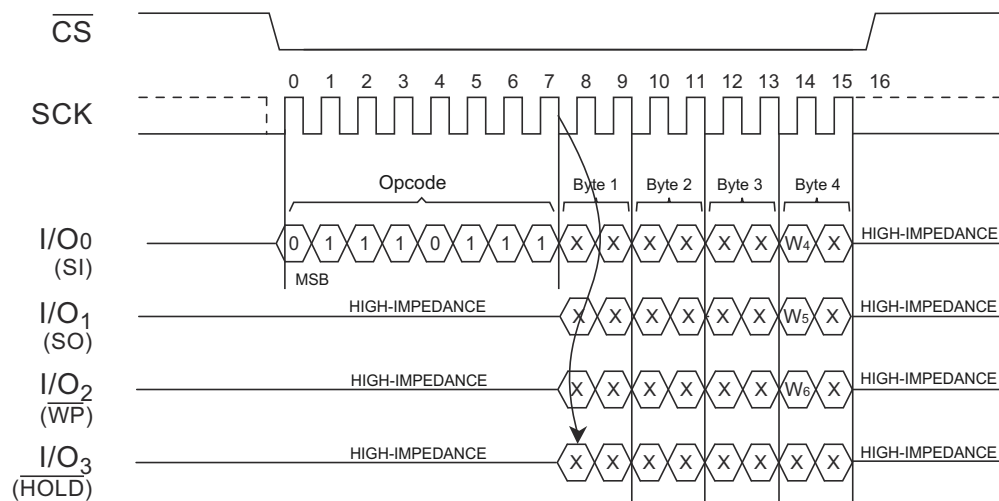 CS
0 1 2 3 4 5 6 7 8 9 10 11 12 13 14 15 16
SCK
Opcode Byte 1 Byte 2 Byte 3 Byte 4
I/O0 0 1 1 1 0 1 1 1 X X X X X X W4 X HIGH-IMPEDANCE
(SI)
MSB
I/O1 HIGH-IMPEDANCE X X X X X X W5 X HIGH-IMPEDANCE
(SO)
I/O2 HIGH-IMPEDANCE X X X X X X W6 X HIGH-IMPEDANCE
(WP)
I/O3 HIGH-IMPEDANCE X X X X X X X X HIGH-IMPEDANCE
(HOLD)